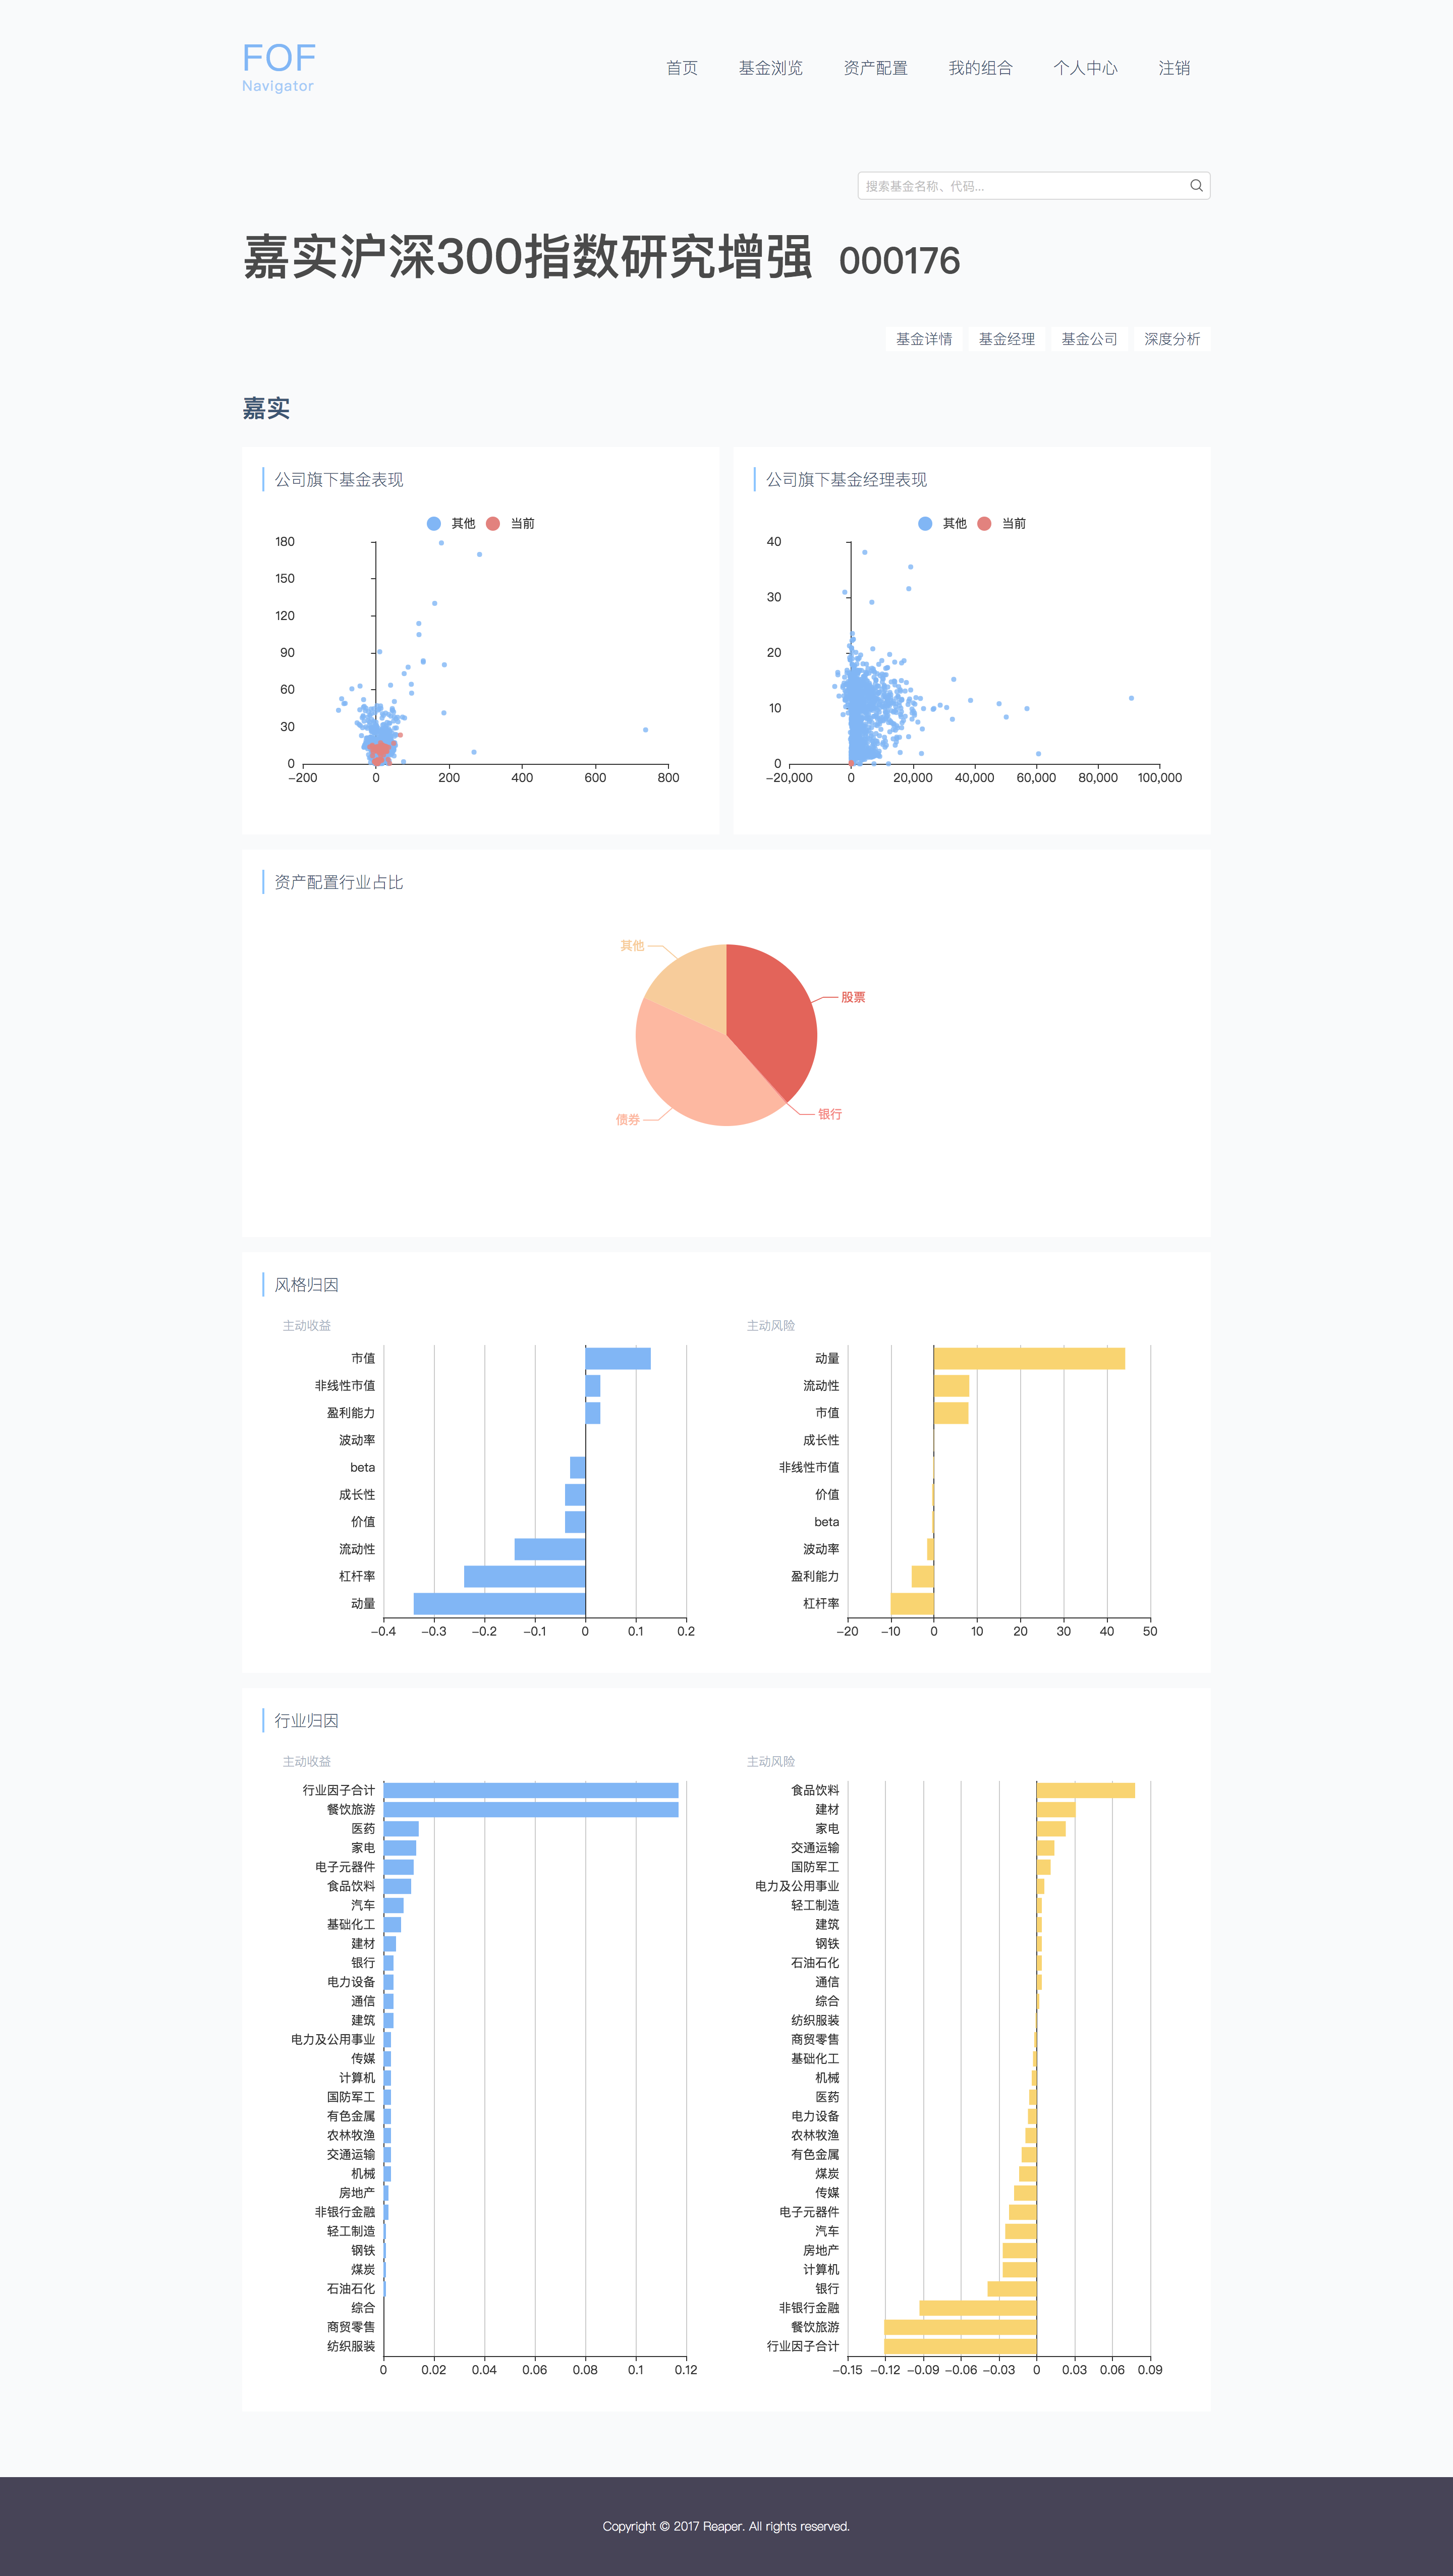 FOF
Navigator
首页 基金浏览 资产配置 我的组合 个人中心 注销
搜索基金名称、代码...
嘉实沪深300指数研究增强 000176
基金详情 基金经理 基金公司 深度分析
嘉实
公司旗下基金表现
其他 当前
180
150
120
90
60
30
0
-200 0 200 400 600 800
公司旗下基金经理表现
其他 当前
40
30
20
10
0
-20,000 0 20,000 40,000 60,000 80,000 100,000
资产配置行业占比
其他
股票
债券
银行
风格归因
主动收益
市值
非线性市值
盈利能力
波动率
beta
成长性
价值
流动性
杠杆率
动量
-0.4 -0.3 -0.2 -0.1 0 0.1 0.2
主动风险
动量
流动性
市值
成长性
非线性市值
价值
beta
波动率
盈利能力
杠杆率
-20 -10 0 10 20 30 40 50
行业归因
主动收益
行业因子合计
餐饮旅游
医药
家电
电子元器件
食品饮料
汽车
基础化工
建材
银行
电力设备
通信
建筑
电力及公用事业
传媒
计算机
国防军工
有色金属
农林牧渔
交通运输
机械
房地产
非银行金融
轻工制造
钢铁
煤炭
石油石化
综合
商贸零售
纺织服装
0 0.02 0.04 0.06 0.08 0.1 0.12
主动风险
食品饮料
建材
家电
交通运输
国防军工
电力及公用事业
轻工制造
建筑
钢铁
石油石化
通信
综合
纺织服装
商贸零售
基础化工
机械
医药
电力设备
农林牧渔
有色金属
煤炭
传媒
电子元器件
汽车
房地产
计算机
银行
非银行金融
餐饮旅游
行业因子合计
-0.15 -0.12 -0.09 -0.06 -0.03 0 0.03 0.06 0.09
Copyright © 2017 Reaper. All rights reserved.